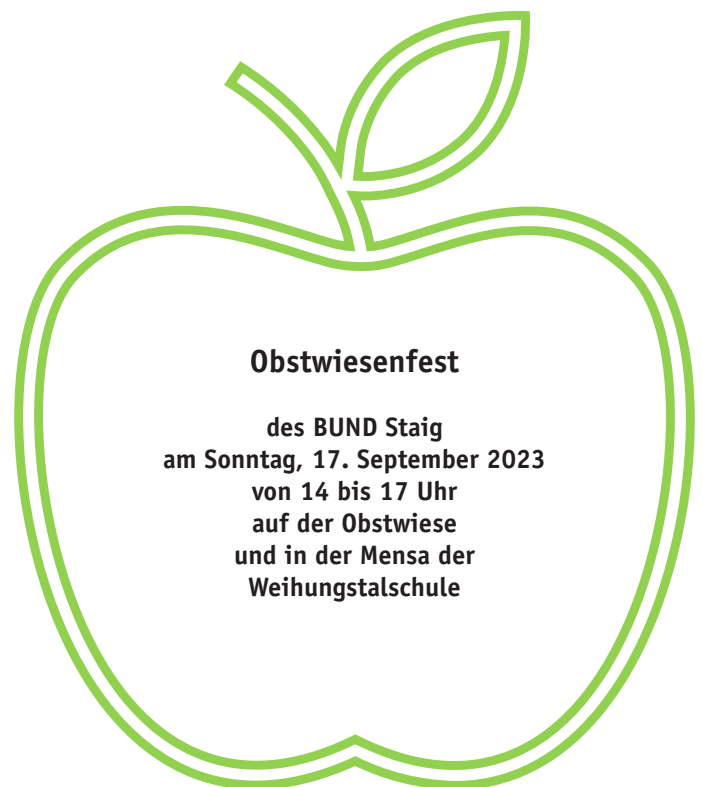 Obstwiesenfest
des BUND Staig
am Sonntag, 17. September 2023
von 14 bis 17 Uhr
auf der Obstwiese
und in der Mensa der
Weihungstalschule